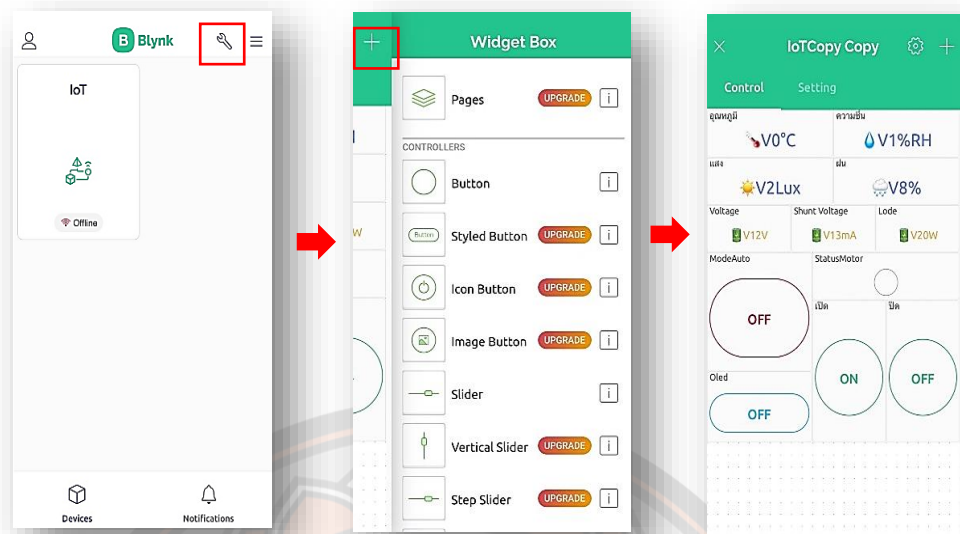 Blynk
IoT
Offline
Devices
Notifications
W
Widget Box
Pages
UPGRADE
CONTROLLERS
Button
Button
Styled Button
UPGRADE
Icon Button
UPGRADE
Image Button
UPGRADE
Slider
Vertical Slider
UPGRADE
Step Slider
UPGRADE
IoTCopy Copy
Control
Setting
อุณหภูมิ
ความชื้น
V0°C
V1%RH
แสง
ฝน
V2Lux
V8%
Voltage
Shunt Voltage
Lode
V12V
V13mA
V20W
ModeAuto
StatusMotor
OFF
เปิด
ปิด
ON
OFF
Oled
OFF